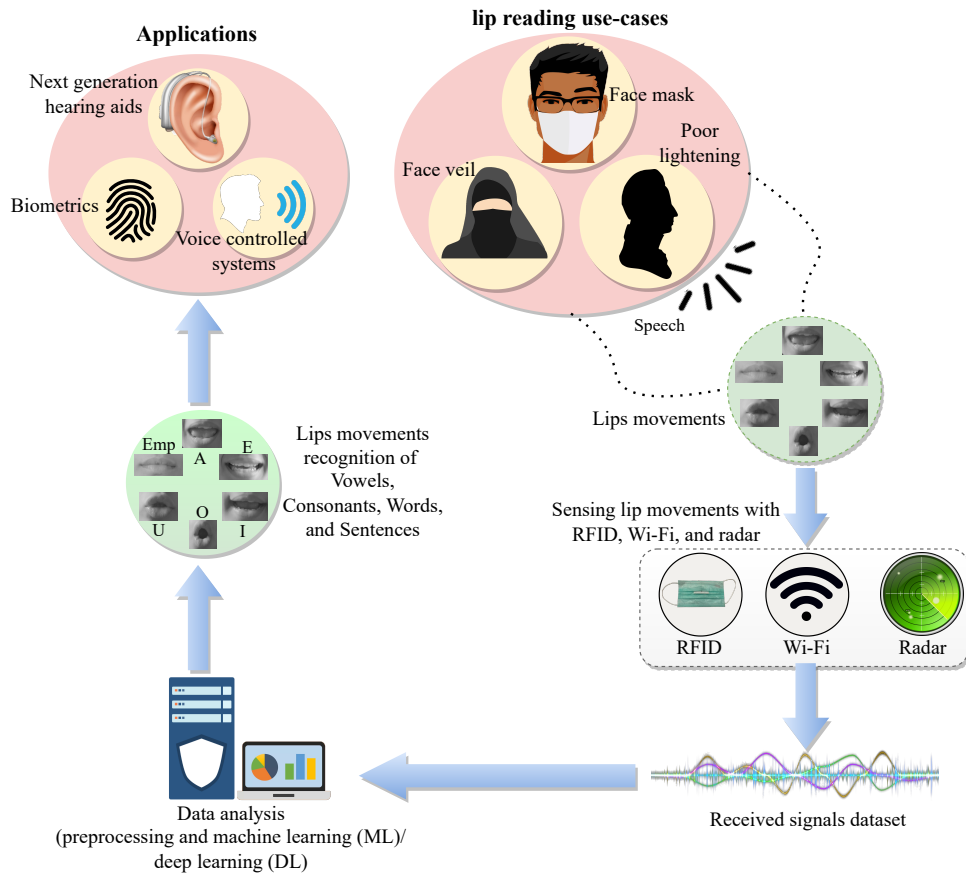 Applications
Next generation
hearing aids
Biometrics
Voice controlled
systems
lip reading use-cases
Face mask
Poor
lightening
Face veil
Speech
Lips movements
Sensing lip movements with
RFID, Wi-Fi, and radar
RFID
Wi-Fi
Radar
Received signals dataset
Data analysis
(preprocessing and machine learning (ML)/
deep learning (DL)
Emp
A
E
U
O
I
Lips movements
recognition of
Vowels,
Consonants, Words,
and Sentences